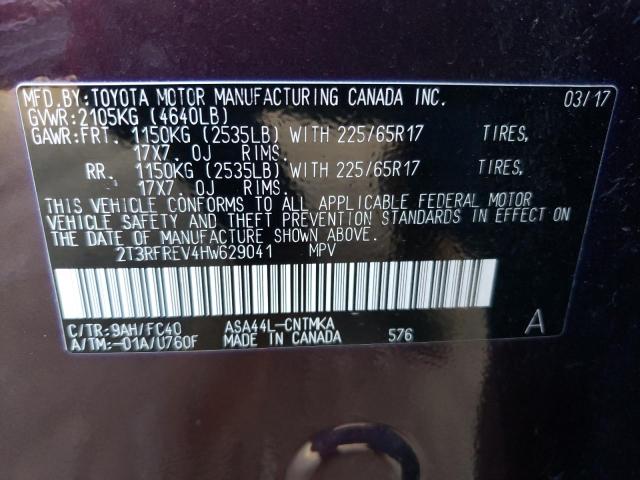 MFD.BY:TOYOTA MOTOR MANUFACTURING CANADA INC. 03/17
GVWR:2105KG (4640LB)
GAWR:FRT. 1150KG (2535LB) WITH 225/65R17 TIRES,
17X7. 0J RIMS.
RR. 1150KG (2535LB) WITH 225/65R17 TIRES,
17X7. 0J RIMS.
THIS VEHICLE CONFORMS TO ALL APPLICABLE FEDERAL MOTOR
VEHICLE SAFETY AND THEFT PREVENTION STANDARDS IN EFFECT ON
THE DATE OF MANUFACTURE SHOWN ABOVE.
2T3RFREV4HW629041 MPV
C/TR:9AH/FC40 ASA44L-CNTMKA A
A/TM:-01A/U760F MADE IN CANADA 576